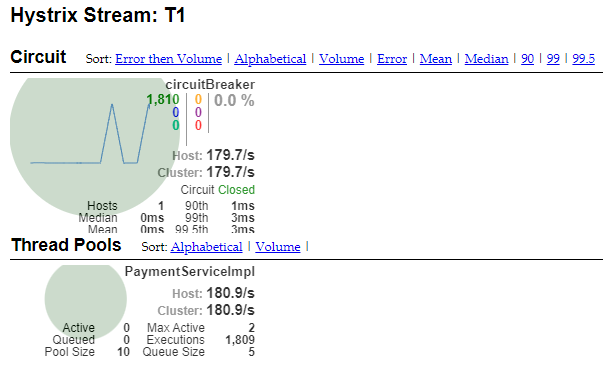 Hystrix Stream: T1
Circuit Sort: Error then Volume | Alphabetical | Volume | Error | Mean | Median | 90 | 99 | 99.5
circuitBreaker
1,810 0 0.0 %
0 0
0 0
Host: 179.7/s
Cluster: 179.7/s
Circuit Closed
Hosts 1 90th 1ms
Median 0ms 99th 3ms
Mean 0ms 99.5th 3ms
Thread Pools Sort: Alphabetical | Volume |
PaymentServiceImpl
Host: 180.9/s
Cluster: 180.9/s
Active 0 Max Active 2
Queued 0 Executions 1,809
Pool Size 10 Queue Size 5